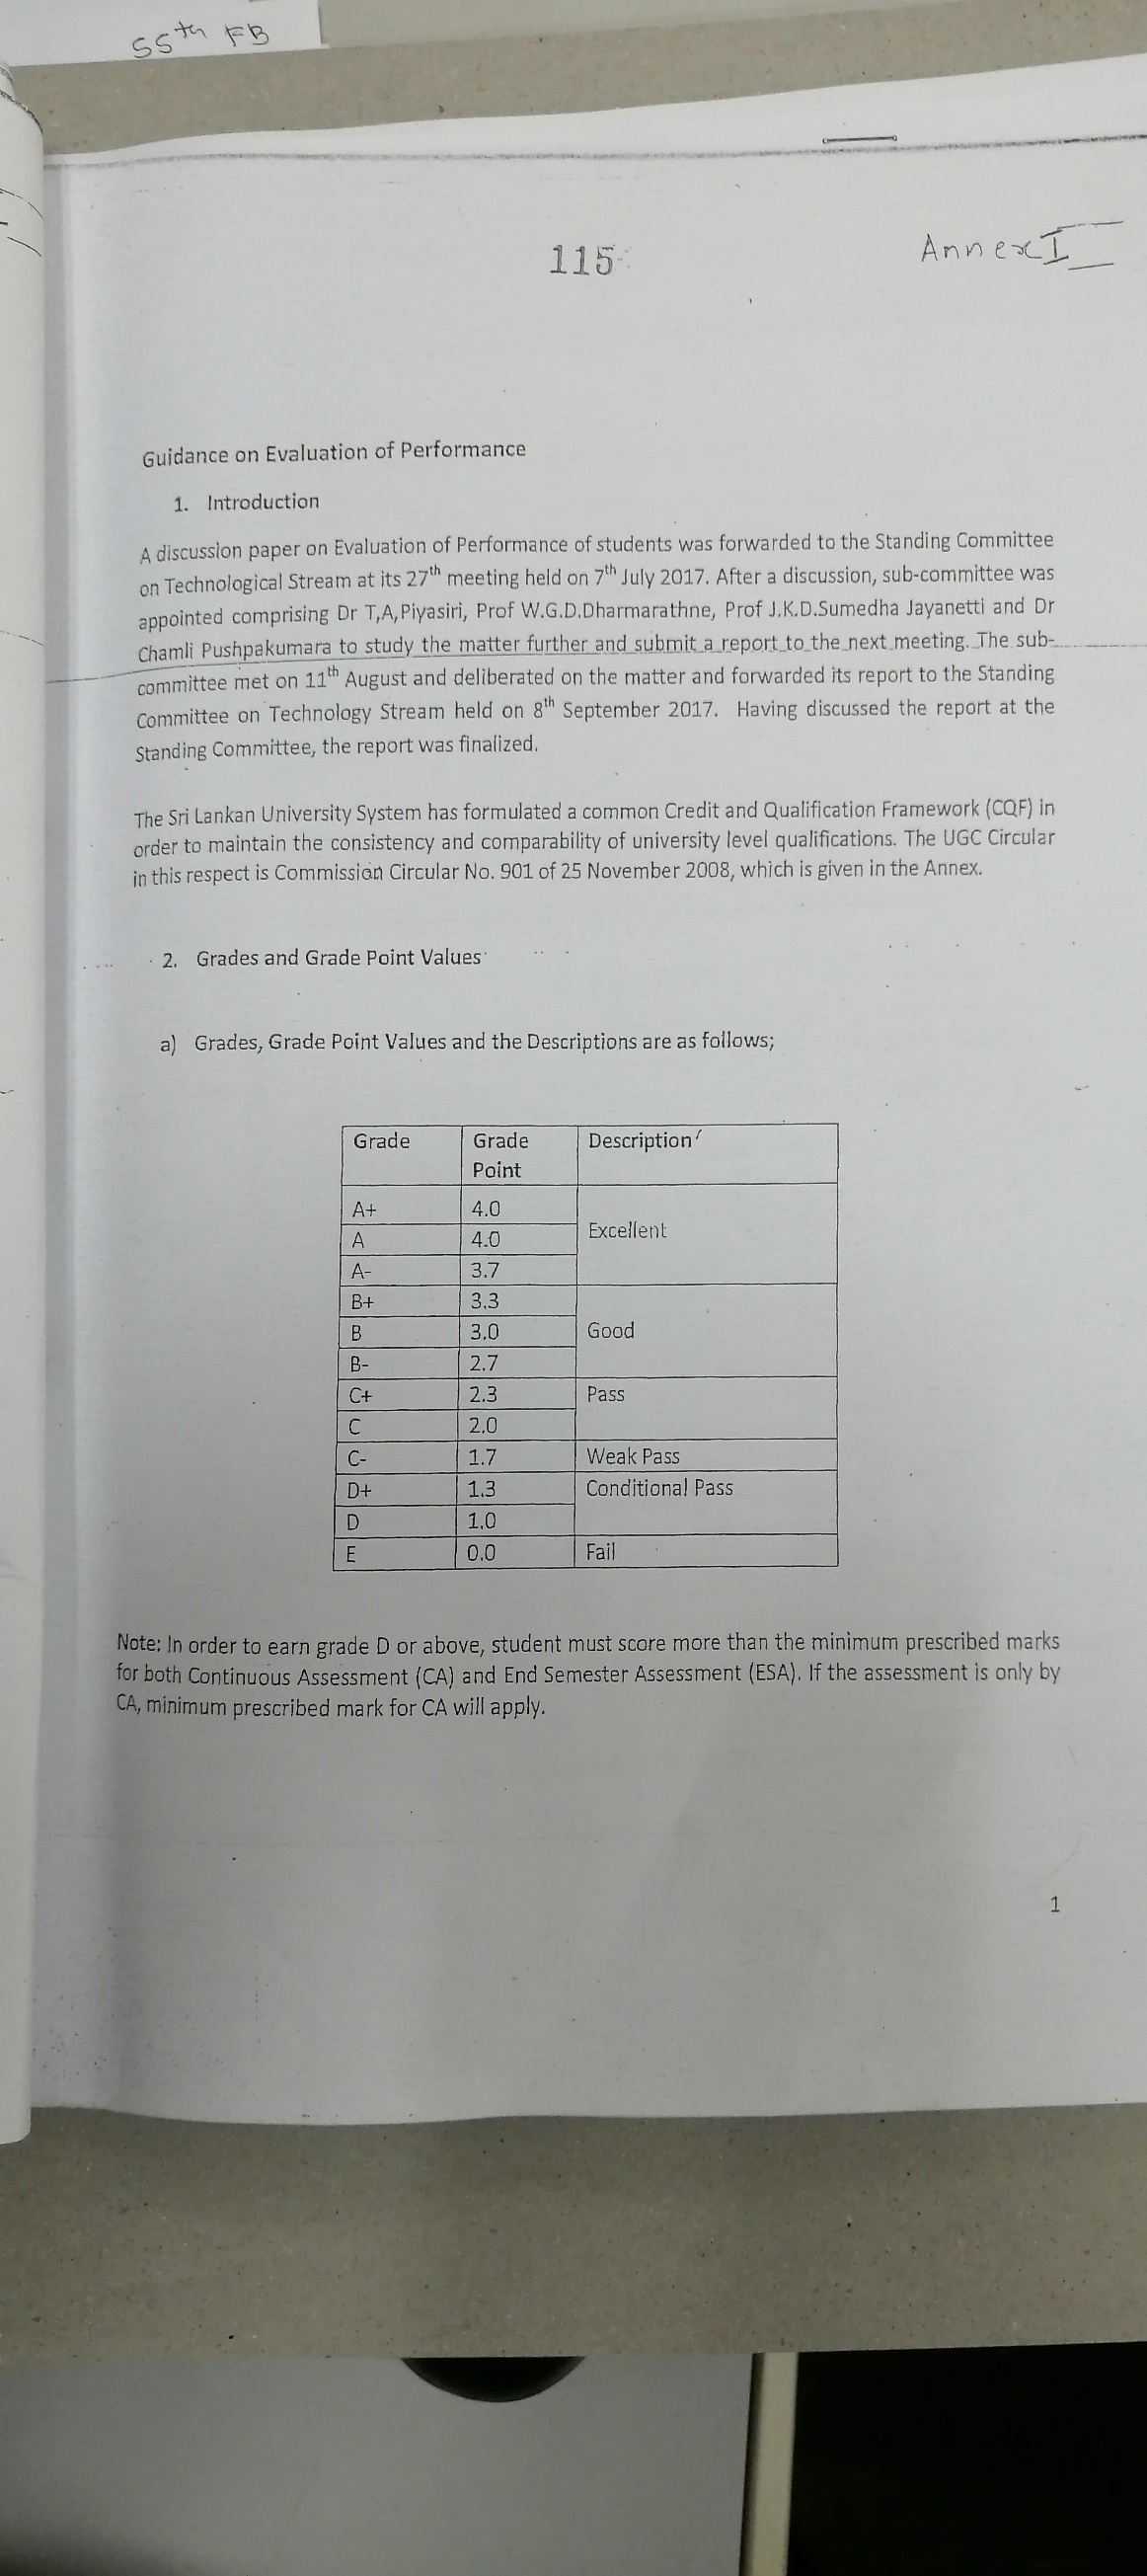 55th FB
115
Annex I
Guidance on Evaluation of Performance
1. Introduction
A discussion paper on Evaluation of Performance of students was forwarded to the Standing Committee
on Technological Stream at its 27th meeting held on 7th July 2017. After a discussion, sub-committee was
appointed comprising Dr T,A,Piyasiri, Prof W.G.D.Dharmarathne, Prof J.K.D.Sumedha Jayanetti and Dr
Chamli Pushpakumara to study the matter further and submit a report to the next meeting. The sub-
committee met on 11th August and deliberated on the matter and forwarded its report to the Standing
Committee on Technology Stream held on 8th September 2017. Having discussed the report at the
Standing Committee, the report was finalized.
The Sri Lankan University System has formulated a common Credit and Qualification Framework (CQF) in
order to maintain the consistency and comparability of university level qualifications. The UGC Circular
in this respect is Commission Circular No. 901 of 25 November 2008, which is given in the Annex.
2. Grades and Grade Point Values
a) Grades, Grade Point Values and the Descriptions are as follows;
Grade Grade Point Description
A+ 4.0 Excellent
A 4.0
A- 3.7
B+ 3.3
B 3.0 Good
B- 2.7
C+ 2.3 Pass
C 2.0
C- 1.7 Weak Pass
D+ 1.3 Conditional Pass
D 1.0
E 0.0 Fail
Note: In order to earn grade D or above, student must score more than the minimum prescribed marks
for both Continuous Assessment (CA) and End Semester Assessment (ESA). If the assessment is only by
CA, minimum prescribed mark for CA will apply.
1